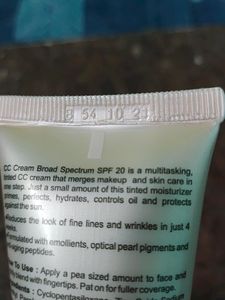 54 10 2
CC Cream Broad Spectrum SPF 20 is a multitasking,
tinted CC cream that merges makeup and skin care in
one step. Just a small amount of this tinted moisturizer
primes, perfects, hydrates, controls oil and protects
against the sun.
Reduces the look of fine lines and wrinkles in just 4
Formulated with emollients, optical pearl pigments and
To Use : Apply a pea sized amount to face and
with fingertips. Pat on for fuller coverage.
: Cyclopentasiloxane